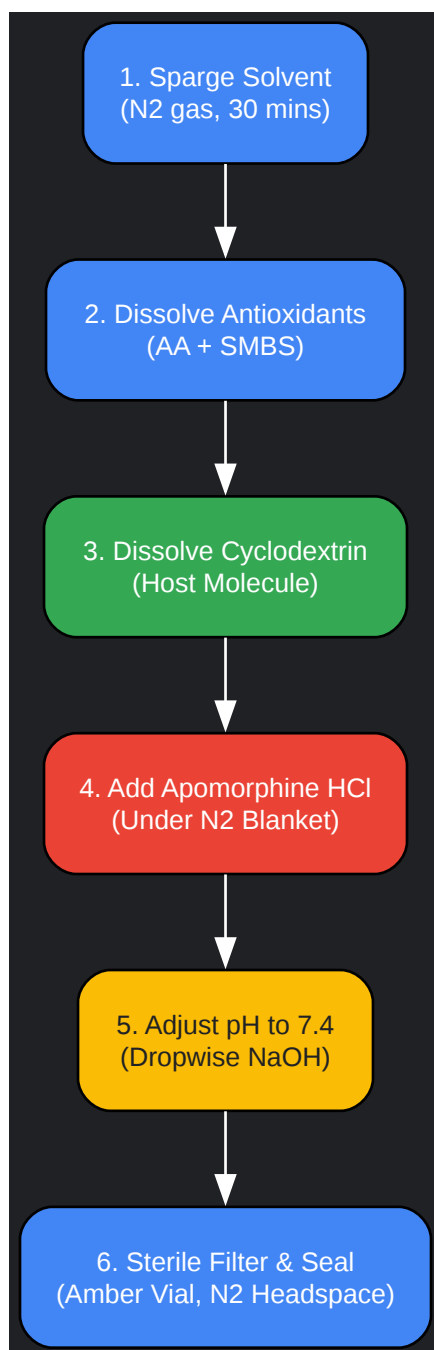 1. Sparge Solvent
(N2 gas, 30 mins)
2. Dissolve Antioxidants
(AA + SMBS)
3. Dissolve Cyclodextrin
(Host Molecule)
4. Add Apomorphine HCl
(Under N2 Blanket)
5. Adjust pH to 7.4
(Dropwise NaOH)
6. Sterile Filter & Seal
(Amber Vial, N2 Headspace)